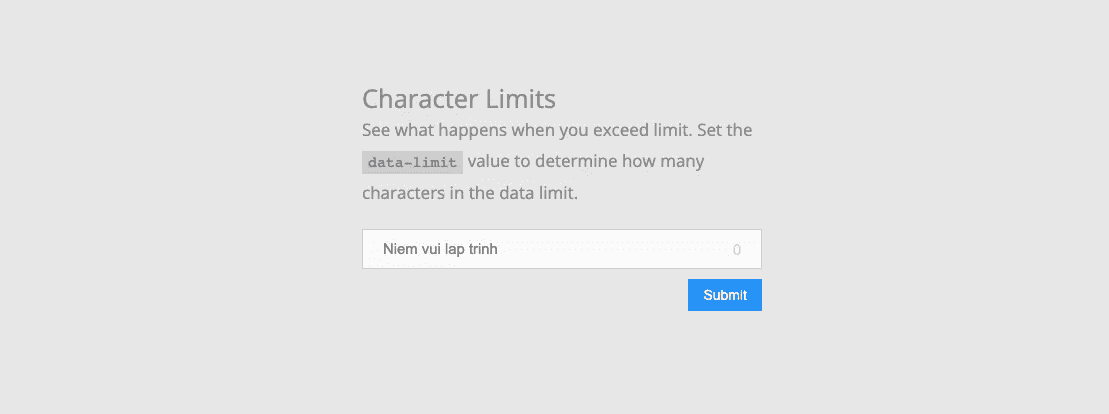 Character Limits
See what happens when you exceed limit. Set the
data-limit value to determine how many
characters in the data limit.
Niem vui lap trinh 0
Submit